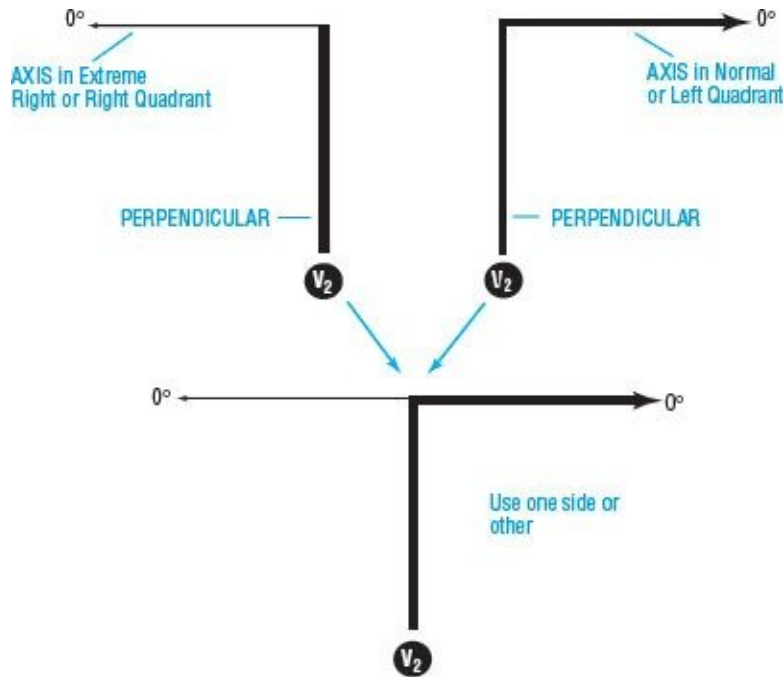 0°
AXIS in Extreme
Right or Right Quadrant
PERPENDICULAR
V₂
0°
AXIS in Normal
or Left Quadrant
PERPENDICULAR
V₂
0°
0°
Use one side or
other
V₂